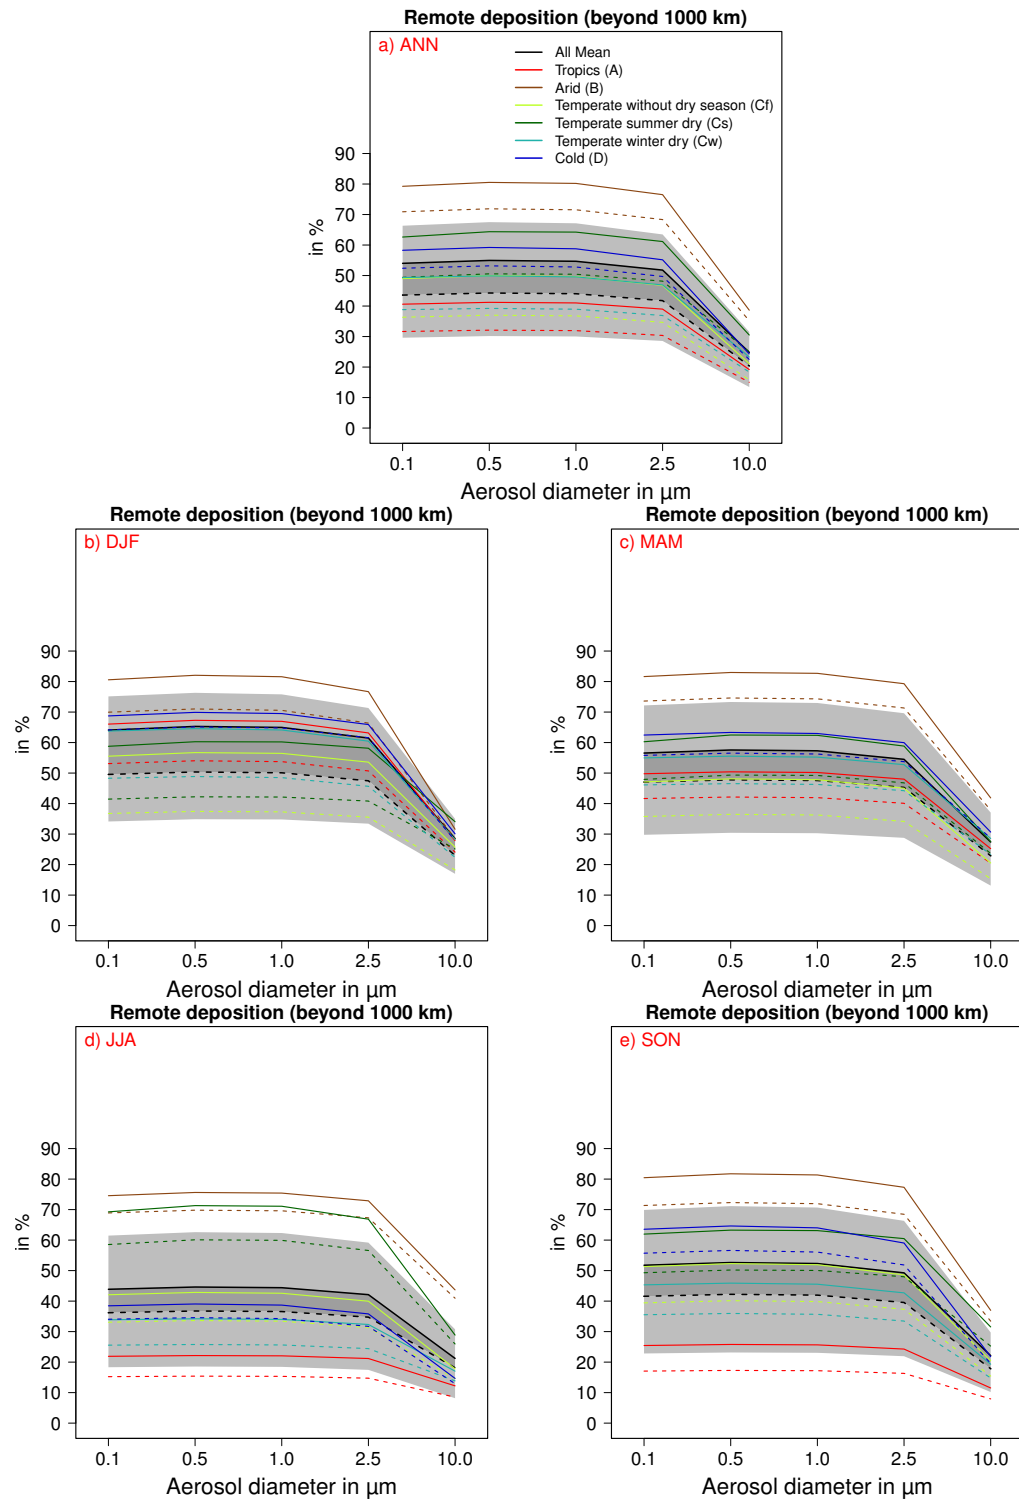 Remote deposition (beyond 1000 km)
a) ANN
All Mean
Tropics (A)
Arid (B)
Temperate without dry season (Cf)
Temperate summer dry (Cs)
Temperate winter dry (Cw)
Cold (D)
in %
90
80
70
60
50
40
30
20
10
0
0.1 0.5 1.0 2.5 10.0
Aerosol diameter in µm
Remote deposition (beyond 1000 km)
b) DJF
in %
90
80
70
60
50
40
30
20
10
0
0.1 0.5 1.0 2.5 10.0
Aerosol diameter in µm
Remote deposition (beyond 1000 km)
c) MAM
in %
90
80
70
60
50
40
30
20
10
0
0.1 0.5 1.0 2.5 10.0
Aerosol diameter in µm
Remote deposition (beyond 1000 km)
d) JJA
in %
90
80
70
60
50
40
30
20
10
0
0.1 0.5 1.0 2.5 10.0
Aerosol diameter in µm
Remote deposition (beyond 1000 km)
e) SON
in %
90
80
70
60
50
40
30
20
10
0
0.1 0.5 1.0 2.5 10.0
Aerosol diameter in µm